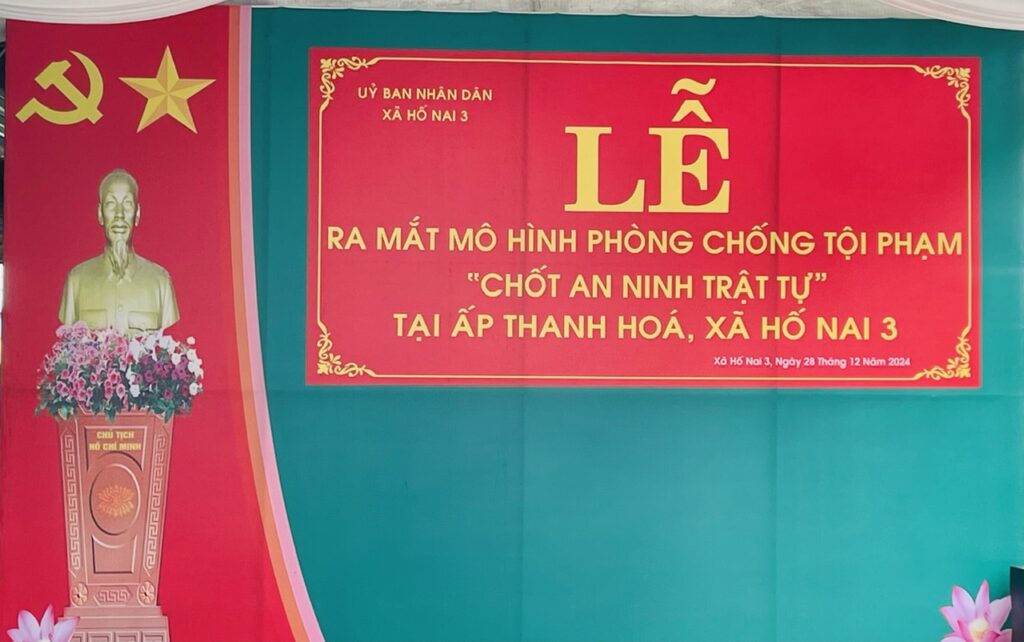 UỶ BAN NHÂN DÂN
XÃ HỐ NAI 3
LỄ
RA MẮT MÔ HÌNH PHÒNG CHỐNG TỘI PHẠM
"CHỐT AN NINH TRẬT TỰ"
TẠI ẤP THANH HOÁ, XÃ HỐ NAI 3
Xã Hố Nai 3, Ngày 28 Tháng 12 Năm 2024
CHỦ TỊCH
HỒ CHÍ MINH